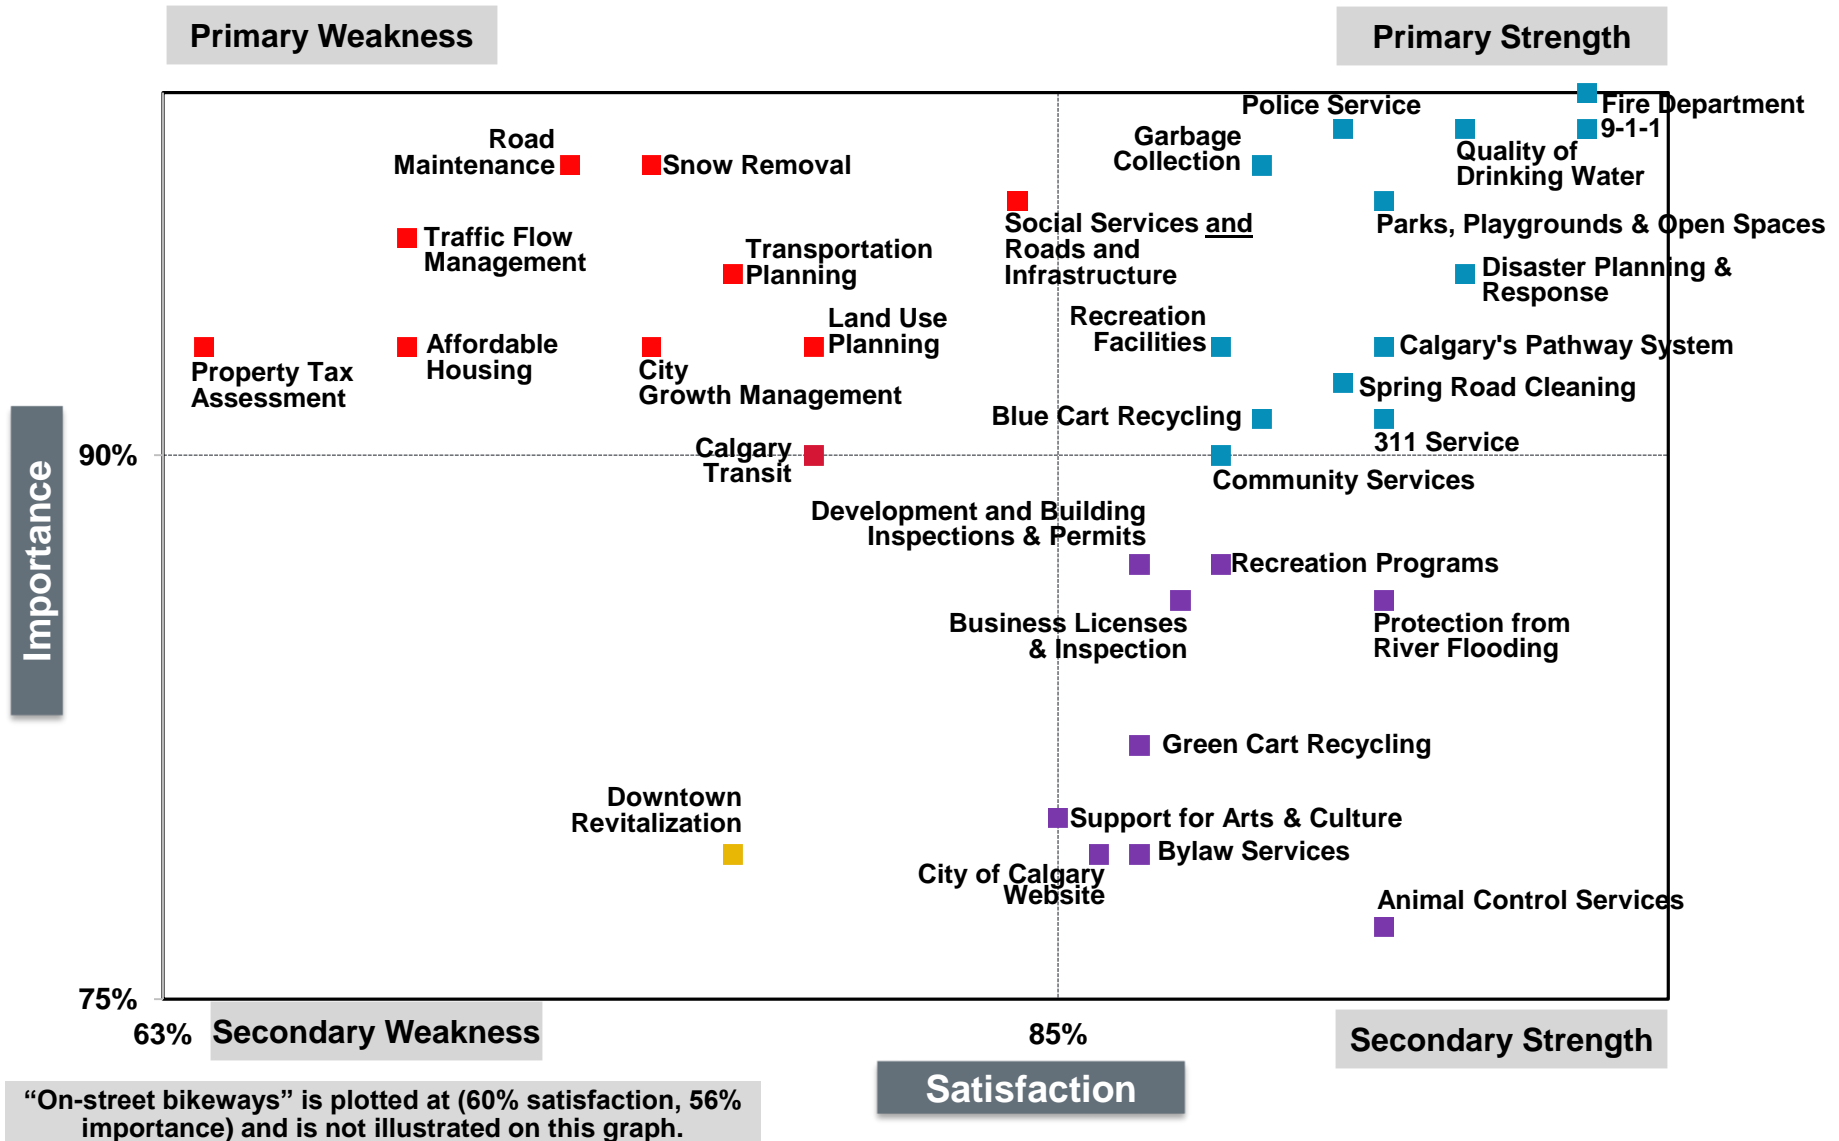 Primary Weakness
Primary Strength
Police Service
Fire Department
9-1-1
Road
Maintenance
Snow Removal
Garbage
Collection
Quality of
Drinking Water
Social Services and
Roads and
Infrastructure
Parks, Playgrounds & Open Spaces
Traffic Flow
Management
Transportation
Planning
Disaster Planning &
Response
Land Use
Planning
Recreation
Facilities
Calgary's Pathway System
Property Tax
Assessment
Affordable
Housing
City
Growth Management
Spring Road Cleaning
Blue Cart Recycling
311 Service
90%
Calgary
Transit
Community Services
Importance
Development and Building
Inspections & Permits
Recreation Programs
Business Licenses
& Inspection
Protection from
River Flooding
Green Cart Recycling
Downtown
Revitalization
Support for Arts & Culture
Bylaw Services
City of Calgary
Website
Animal Control Services
75%
63%
Secondary Weakness
85%
Secondary Strength
Satisfaction
“On-street bikeways” is plotted at (60% satisfaction, 56%
importance) and is not illustrated on this graph.